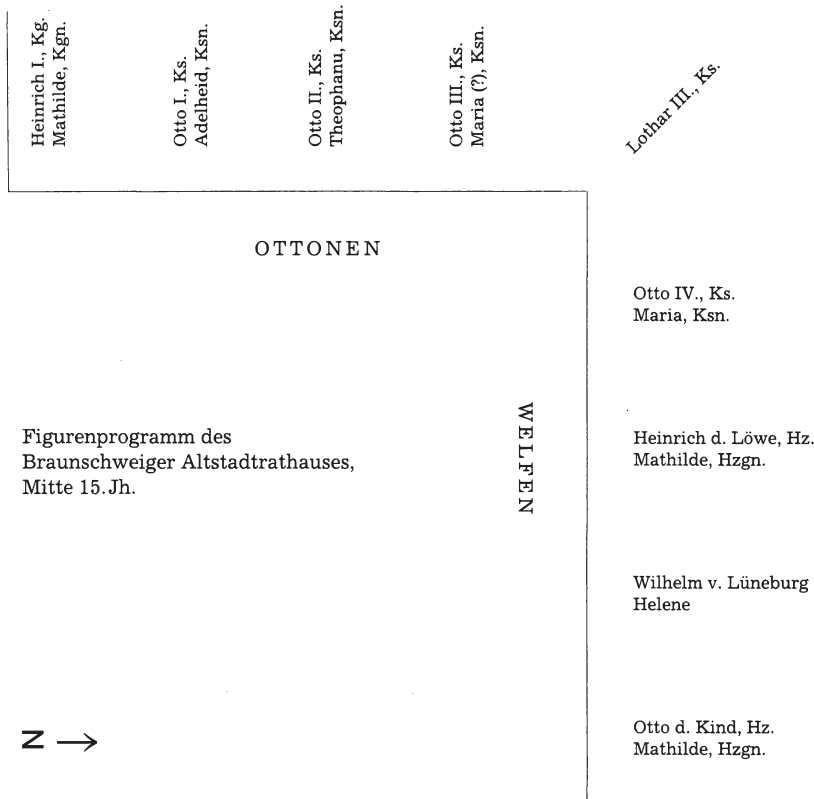 Heinrich I., Kg.
Mathilde, Kgn.
Otto I., Ks.
Adelheid, Ksn.
Otto II., Ks.
Theophanu, Ksn.
Otto III., Ks.
Maria (?), Ksn.
Lothar III., Ks.
OTTONEN
Otto IV., Ks.
Maria, Ksn.
WELFEN
Figurenprogramm des
Braunschweiger Altstadtrathauses,
Mitte 15. Jh.
Heinrich d. Löwe, Hz.
Mathilde, Hzgn.
Wilhelm v. Lüneburg
Helene
Otto d. Kind, Hz.
Mathilde, Hzgn.
N